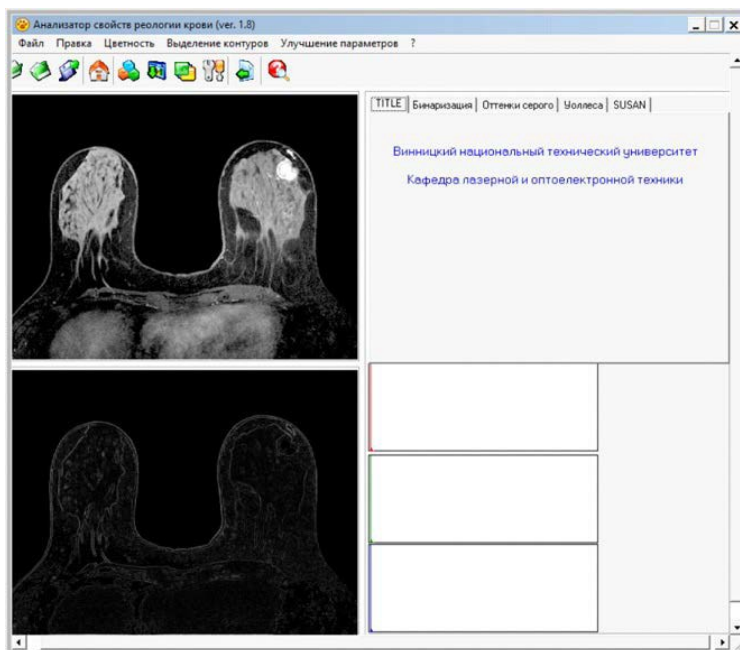 Анализатор свойств реологии крови (ver. 1.8)
Файл Правка Цветность Выделение контуров Улучшение параметров ?
TITLE Бинаризация Оттенки серого Уоллеса SUSAN
Винницкий национальный технический университет
Кафедра лазерной и оптоелектронной техники